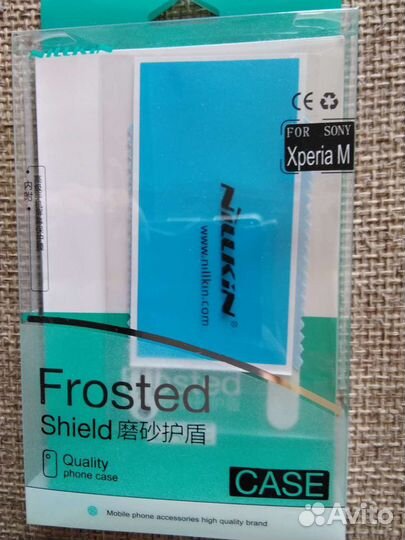 NILLKIN
CE
FOR SONY
Xperia M
NILLKIN®
www.nillkin.com
Frosted
Shield 磨砂护盾
Quality
phone case
CASE
Mobile phone accessories high quality brand
Avito